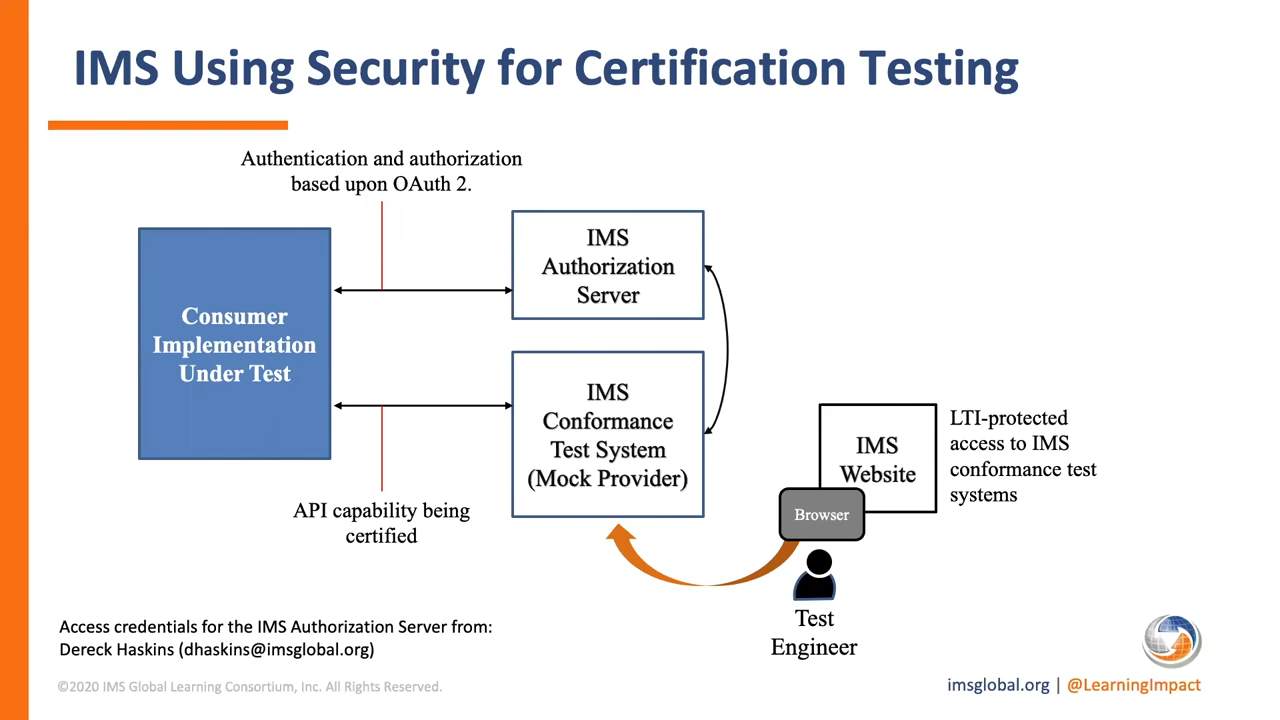 IMS Using Security for Certification Testing
Authentication and authorization
based upon OAuth 2.
Consumer
Implementation
Under Test
IMS
Authorization
Server
IMS
Conformance
Test System
(Mock Provider)
API capability being
certified
IMS
Website
LTI-protected
access to IMS
conformance test
systems
Browser
Test
Engineer
Access credentials for the IMS Authorization Server from:
Dereck Haskins (dhaskins@imsglobal.org)
©2020 IMS Global Learning Consortium, Inc. All Rights Reserved.
imsglobal.org | @LearningImpact